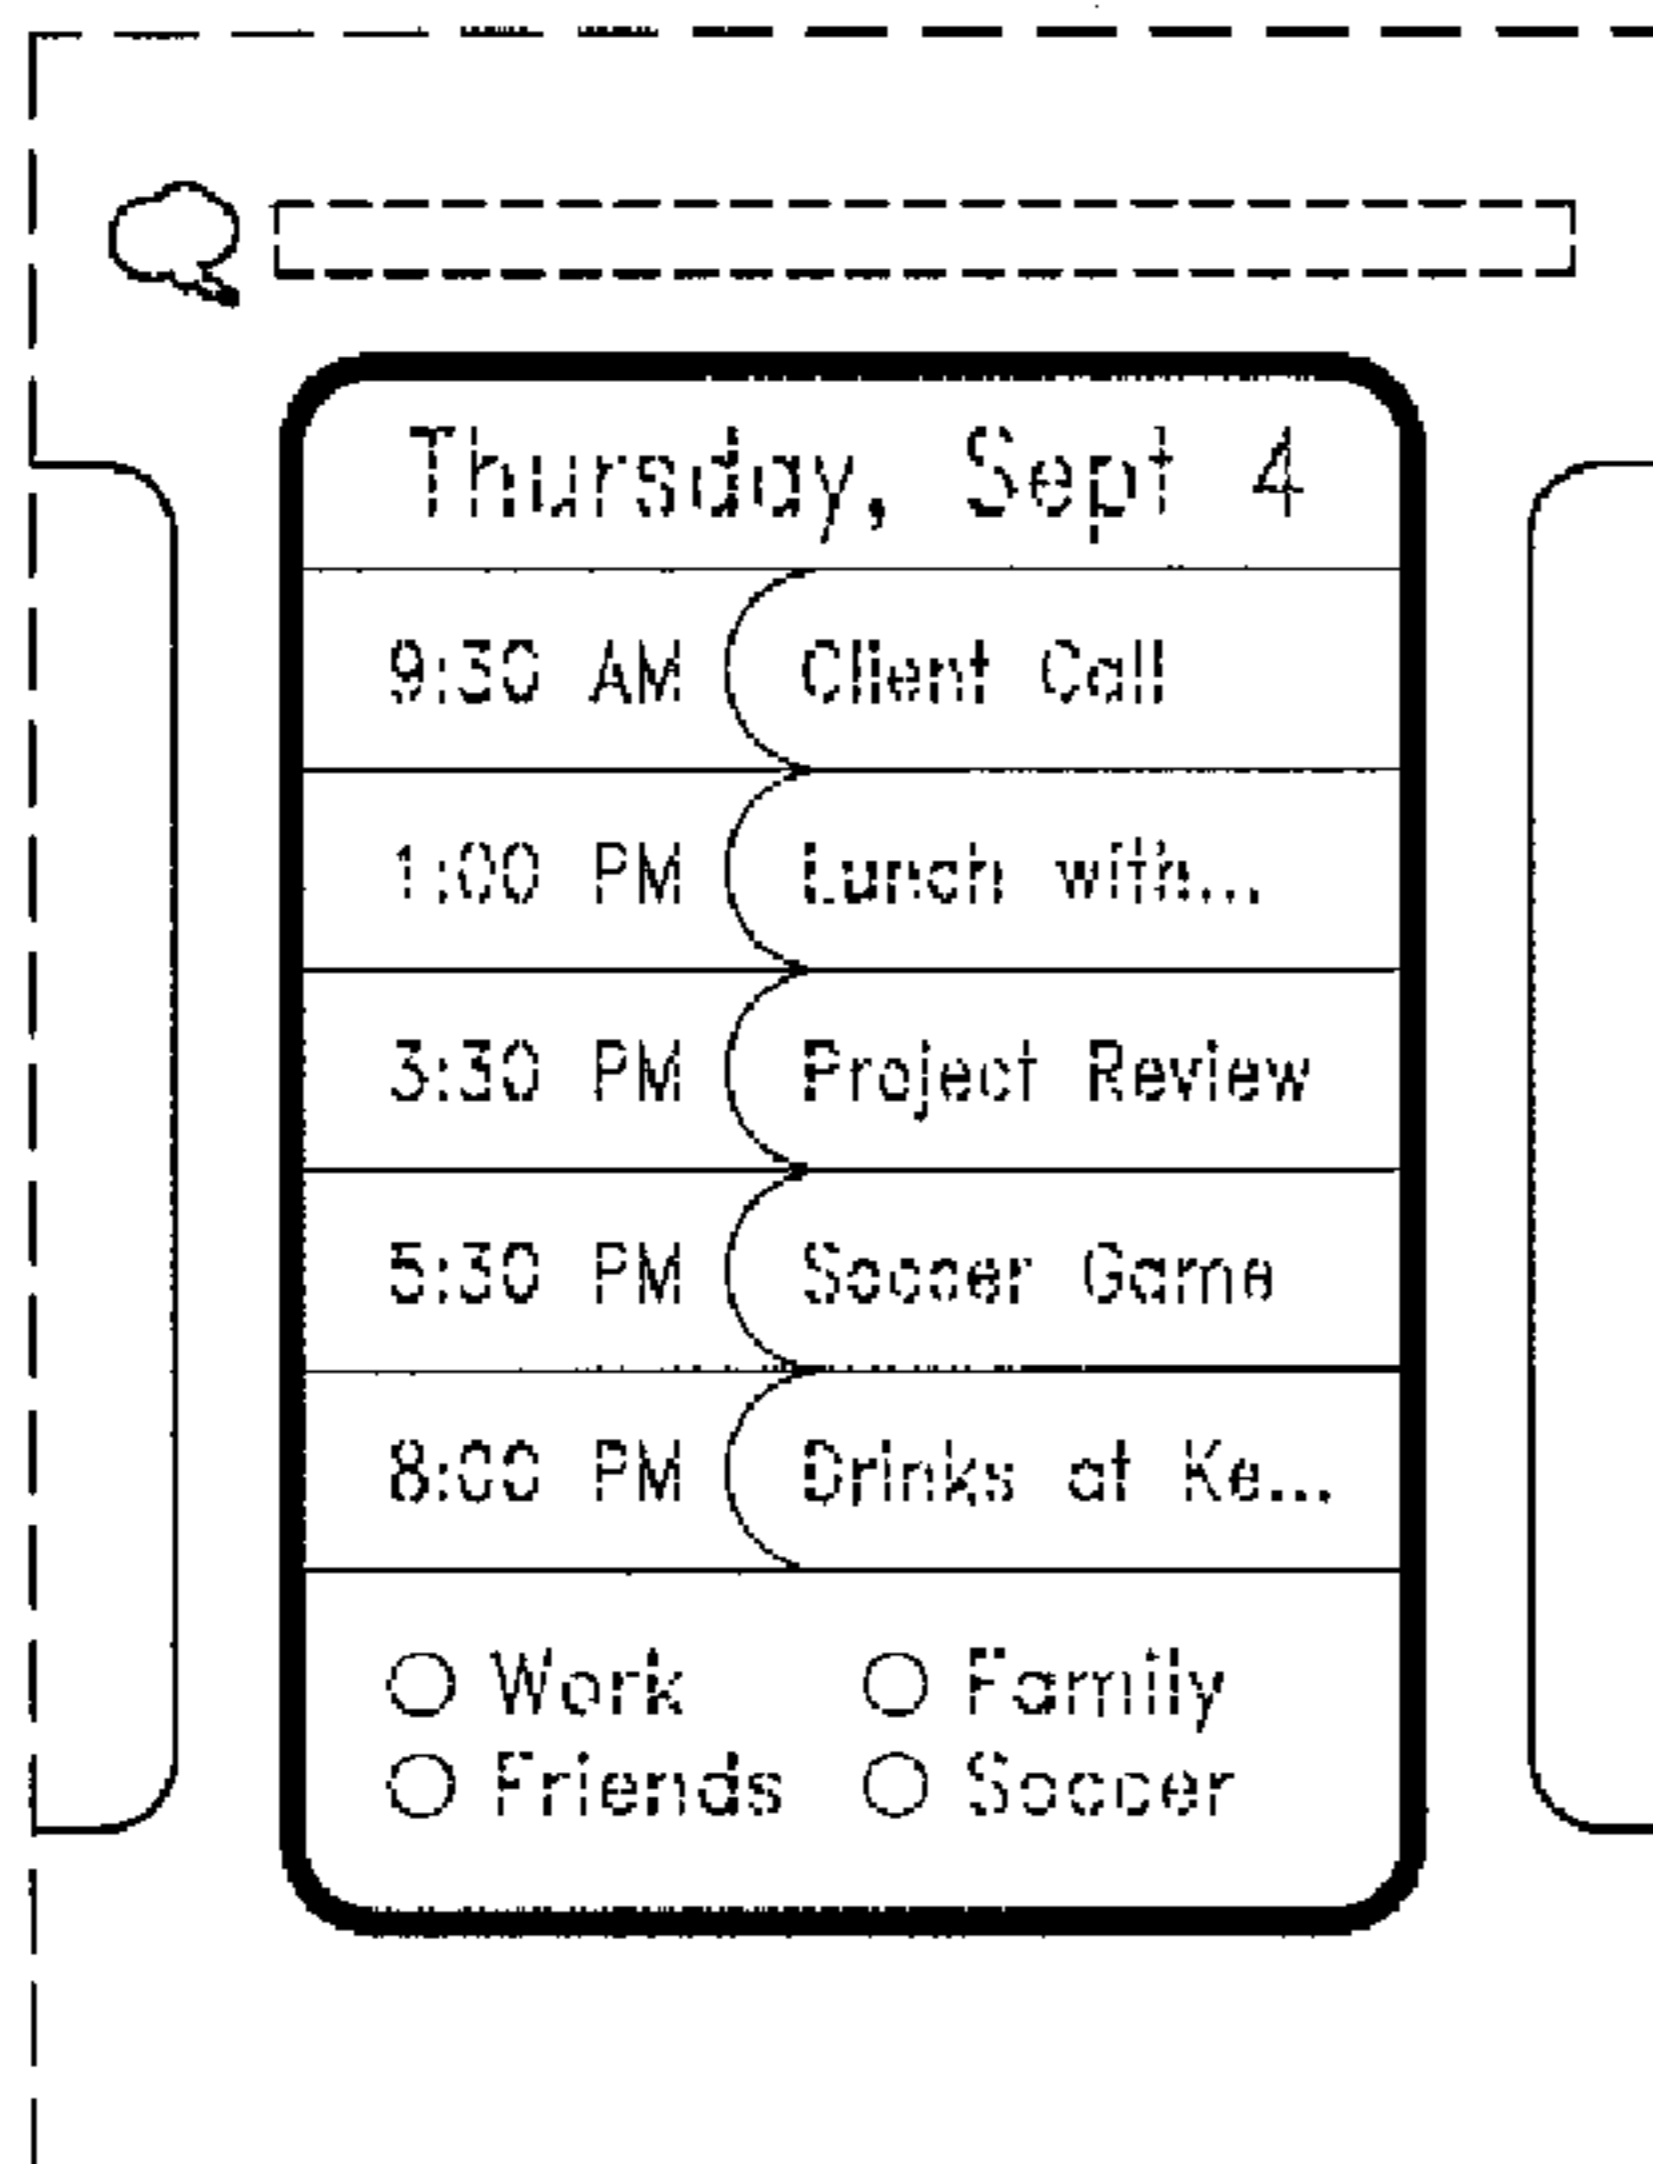 Thursday, Sept 4
9:30 AM Client Call
1:00 PM Lunch with...
3:30 PM Project Review
5:30 PM Soccer Game
8:00 PM Drinks at Ke...
Work Family
Friends Soccer